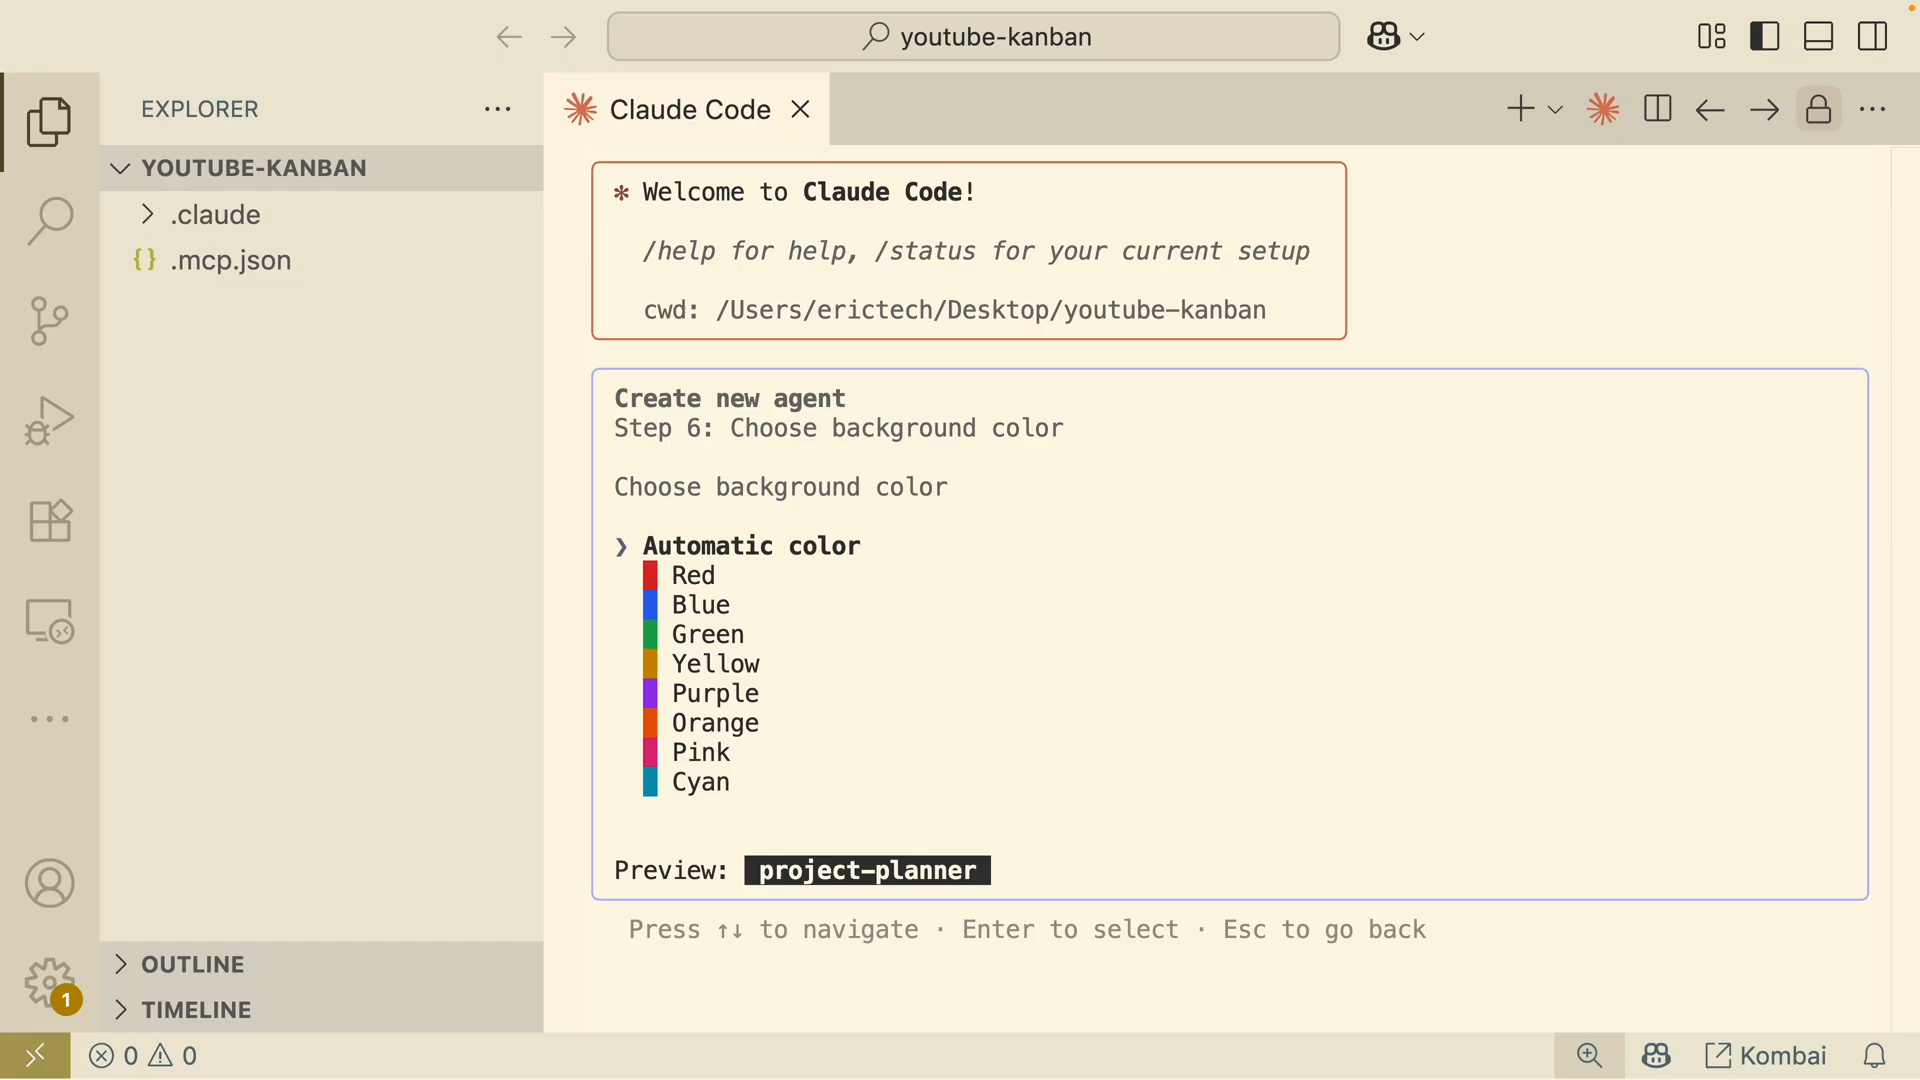 youtube-kanban
EXPLORER
YOUTUBE-KANBAN
.claude
{} .mcp.json
OUTLINE
TIMELINE
Claude Code
* Welcome to Claude Code!
/help for help, /status for your current setup
cwd: /Users/erictech/Desktop/youtube-kanban
Create new agent
Step 6: Choose background color
Choose background color
❯ Automatic color
Red
Blue
Green
Yellow
Purple
Orange
Pink
Cyan
Preview: project-planner
Press ↑↓ to navigate · Enter to select · Esc to go back
1
0 0
Kombai